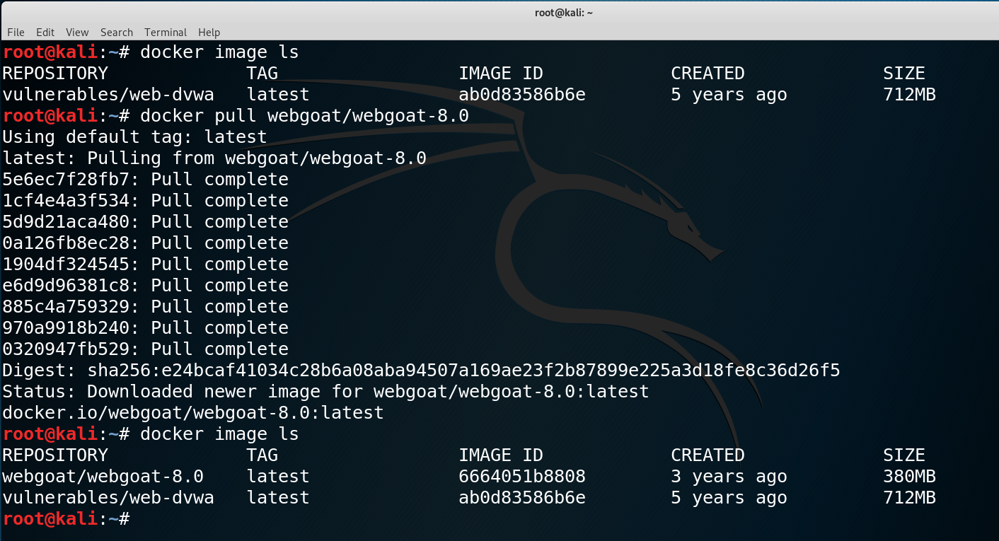 root@kali: ~
File Edit View Search Terminal Help
root@kali:~# docker image ls
REPOSITORY TAG IMAGE ID CREATED SIZE
vulnerables/web-dvwa latest ab0d83586b6e 5 years ago 712MB
root@kali:~# docker pull webgoat/webgoat-8.0
Using default tag: latest
latest: Pulling from webgoat/webgoat-8.0
5e6ec7f28fb7: Pull complete
1cf4e4a3f534: Pull complete
5d9d21aca480: Pull complete
0a126fb8ec28: Pull complete
1904df324545: Pull complete
e6d9d96381c8: Pull complete
885c4a759329: Pull complete
970a9918b240: Pull complete
0320947fb529: Pull complete
Digest: sha256:e24bcaf41034c28b6a08aba94507a169ae23f2b87899e225a3d18fe8c36d26f5
Status: Downloaded newer image for webgoat/webgoat-8.0:latest
docker.io/webgoat/webgoat-8.0:latest
root@kali:~# docker image ls
REPOSITORY TAG IMAGE ID CREATED SIZE
webgoat/webgoat-8.0 latest 6664051b8808 3 years ago 380MB
vulnerables/web-dvwa latest ab0d83586b6e 5 years ago 712MB
root@kali:~#